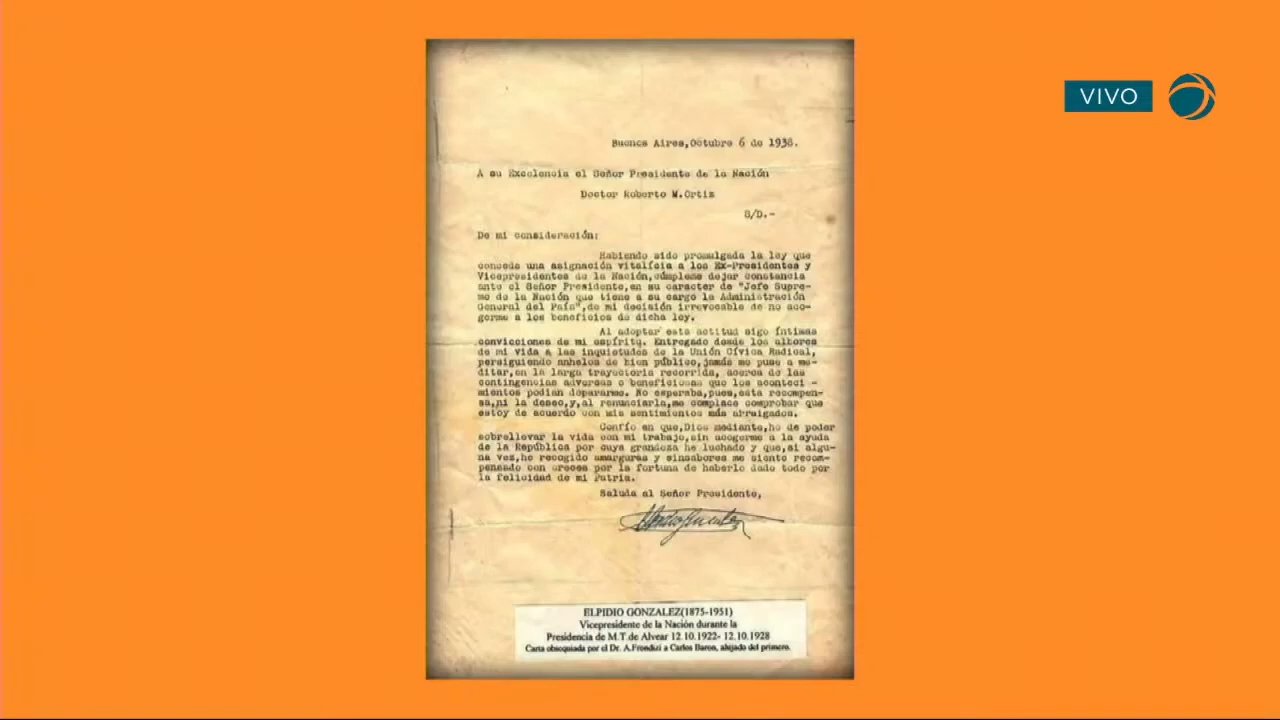 VIVO
Buenos Aires,Octubre 6 de 1938.
A su Excelencia el Señor Presidente de la Nación
Doctor Roberto M.Ortiz
S/D.-
De mi consideración:
Habiendo sido promulgada la ley que
concede una asignación vitalicia a los Ex-Presidentes y
Vicepresidentes de la Nación,cúmpleme dejar constancia
ante el Señor Presidente,en su caracter de "Jefe Supre-
mo de la Nación que tiene a su cargo la Administración
General del País",de mi decisión irrevocable de no aco-
germe a los beneficios de dicha ley.
Al adoptar esta actitud sigo íntimas
convicciones de mi espíritu. Entregado desde los albores
de mi vida a las inquietudes de la Unión Cívica Radical,
persiguiendo anhelos de bien público,jamás me puse a me-
ditar,en la larga trayectoria recorrida, acerca de las
contingencias adversas o beneficiosas que los aconteci -
mientos podían depararme. No esperaba,pues,esta recompen-
sa,ni la deseo,y,al renunciarla,me complace comprobar que
estoy de acuerdo con mis sentimientos más arraigados.
Confío en que,Dios mediante,he de poder
sobrellevar la vida con mi trabajo,sin acogerme a la ayuda
de la República por cuya grandeza he luchado y que,si algu-
na vez,he recogido amarguras y sinsabores me siento recom-
pensado con creces por la fortuna de haberlo dado todo por
la felicidad de mi Patria.
Saluda al Señor Presidente,
ELPIDIO GONZALEZ(1875-1951)
Vicepresidente de la Nación durante la
Presidencia de M.T.de Alvear 12.10.1922- 12.10.1928
Carta obsequiada por el Dr. A.Frondizi a Carlos Baron, ahijado del primero.